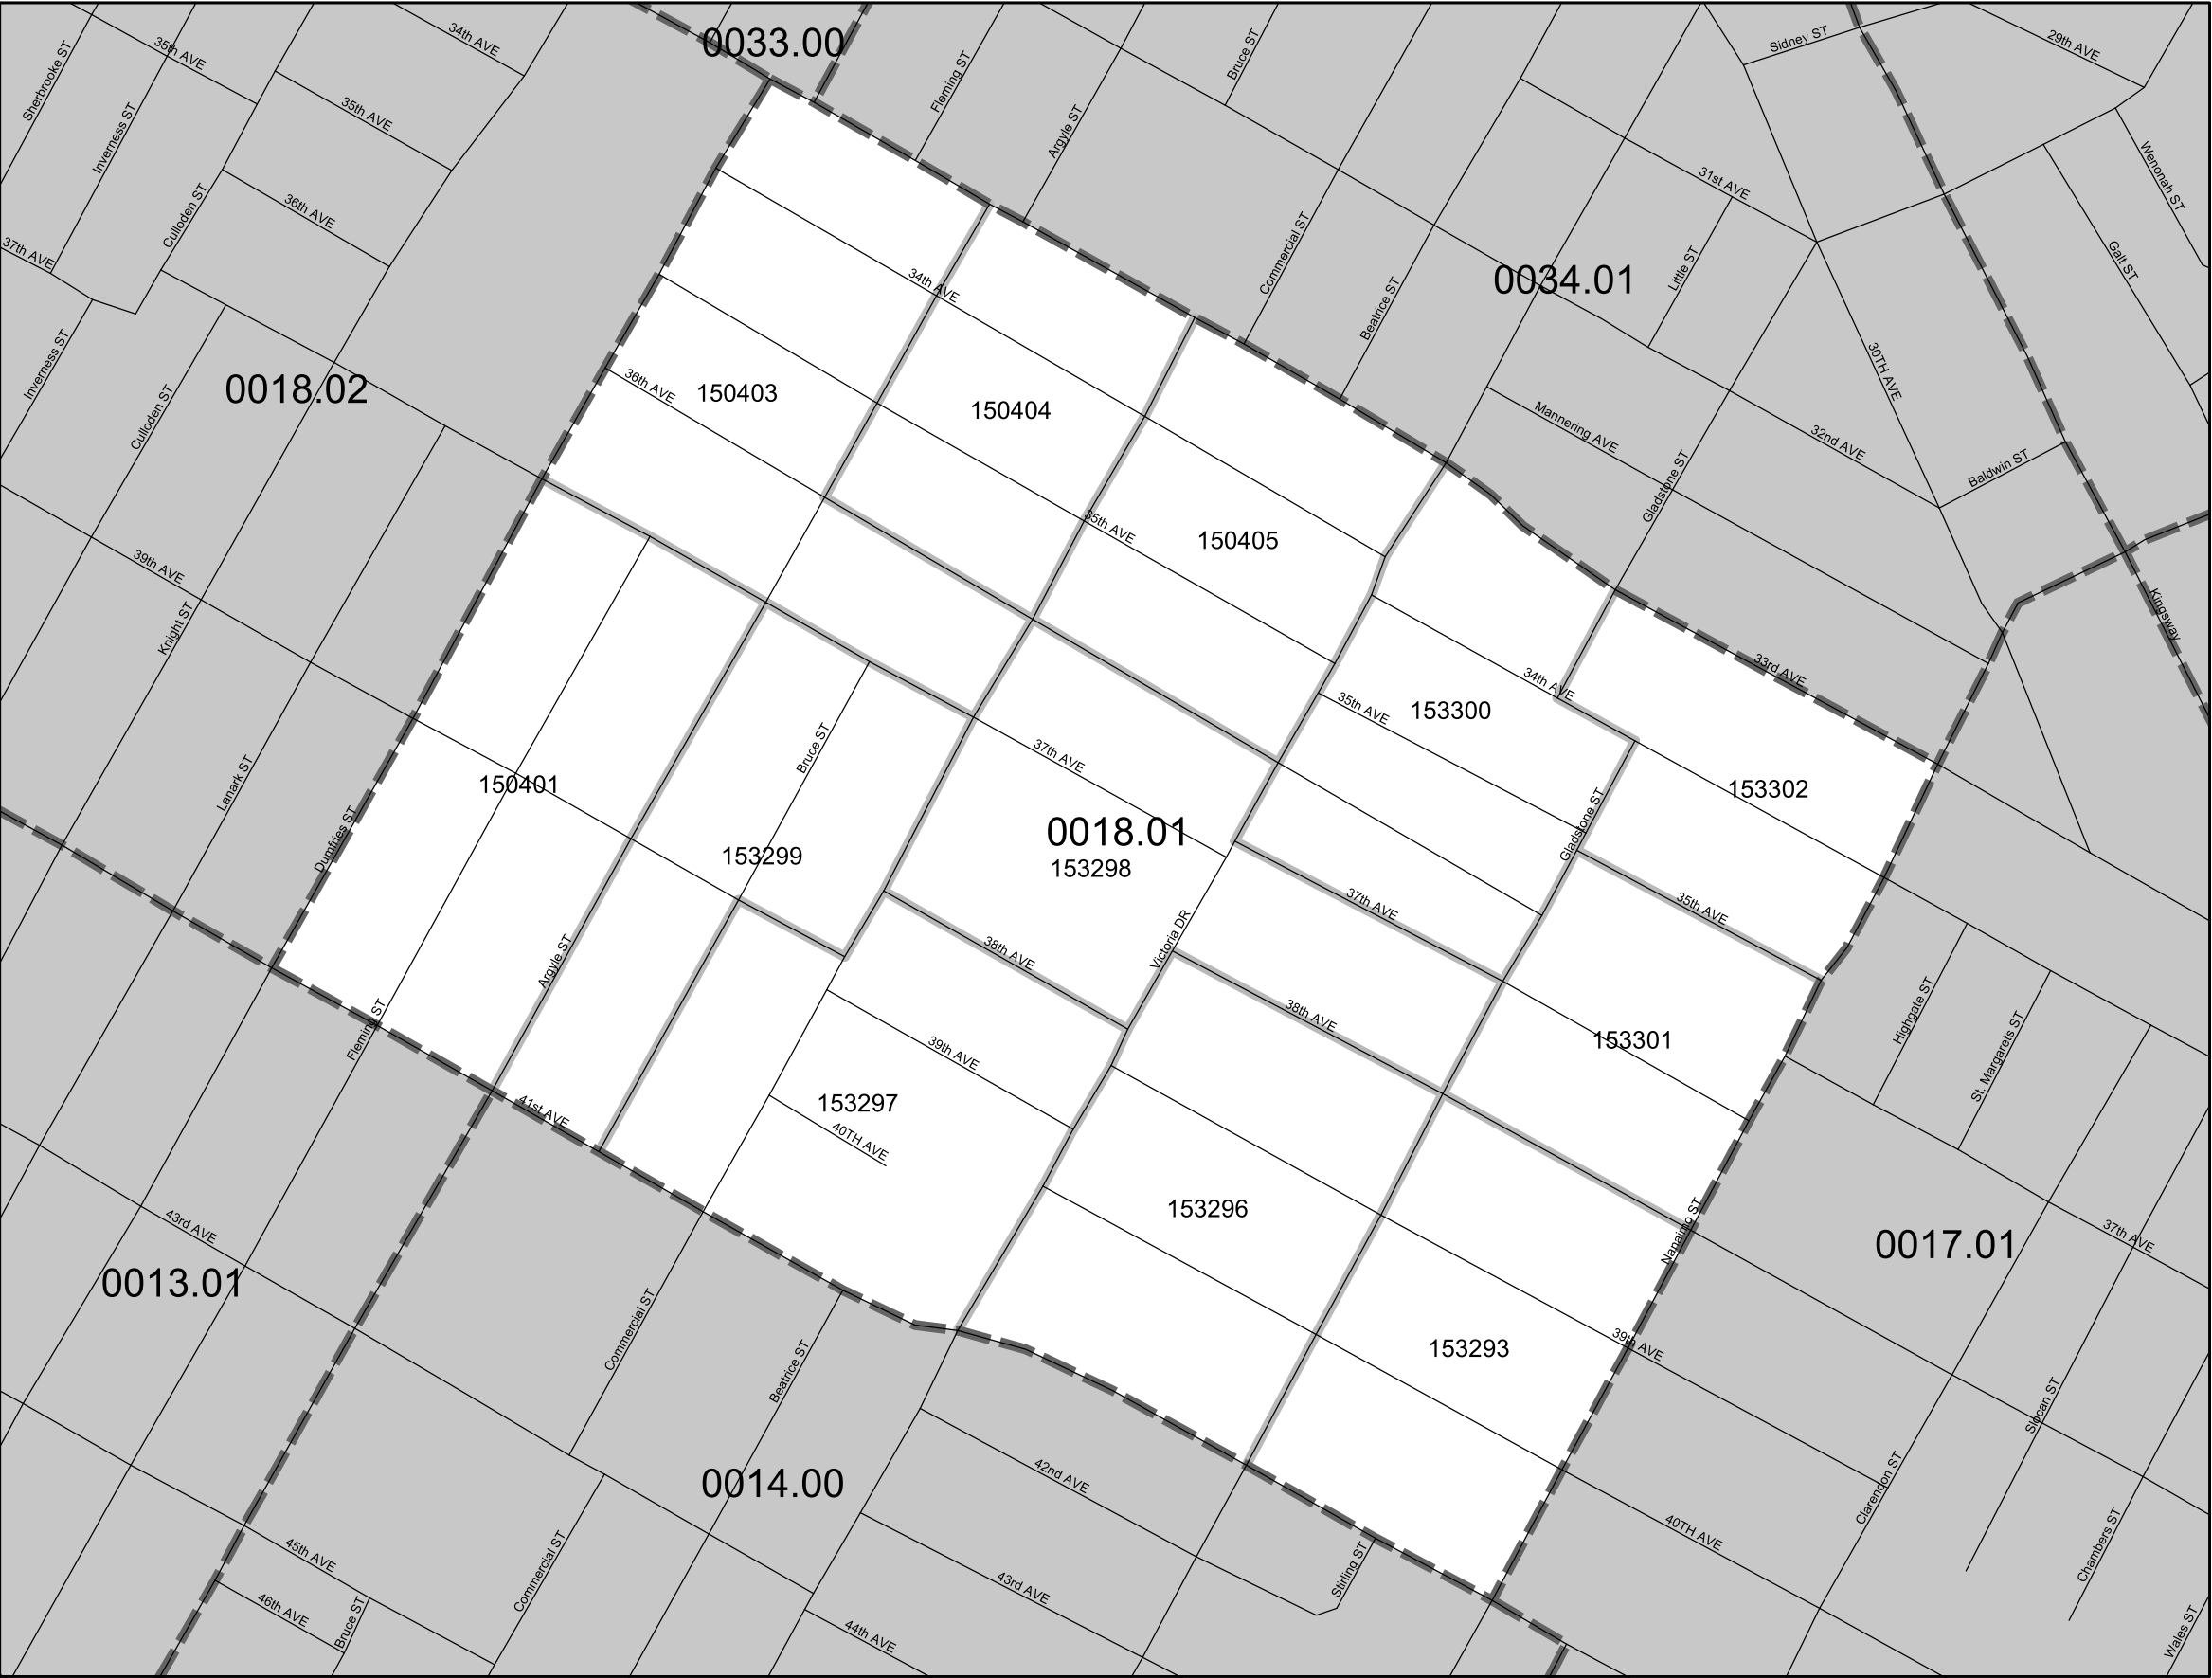 0033.00
34th AVE
35th AVE
Sherbrooke ST
Inverness ST
35th AVE
36th AVE
Culloden ST
37th AVE
Inverness ST
Culloden ST
0018.02
39th AVE
Knight ST
Lanark ST
Dumfries ST
Fleming ST
Argyle ST
Bruce ST
Commercial ST
Beatrice ST
0034.01
Sidney ST
29th AVE
31st AVE
Little ST
Wenonah ST
Galt ST
30TH AVE
32nd AVE
Mannering AVE
Baldwin ST
Gladstone ST
Kingsway
33rd AVE
34th AVE
36th AVE
150403
150404
35th AVE
150405
34th AVE
153300
35th AVE
153302
Gladstone ST
35th AVE
37th AVE
Bruce ST
150401
153299
0018.01
153298
37th AVE
Victoria DR
38th AVE
38th AVE
153301
Argyle ST
Fleming ST
41st AVE
39th AVE
153297
40TH AVE
153296
153293
Nanaimo ST
39th AVE
Highgate ST
St. Margarets ST
0017.01
37th AVE
Slocan ST
Clarendon ST
Chambers ST
40TH AVE
Wales ST
43rd AVE
0013.01
Commercial ST
Beatrice ST
0014.00
42nd AVE
Stirling ST
45th AVE
46th AVE
Bruce ST
Commercial ST
43rd AVE
44th AVE